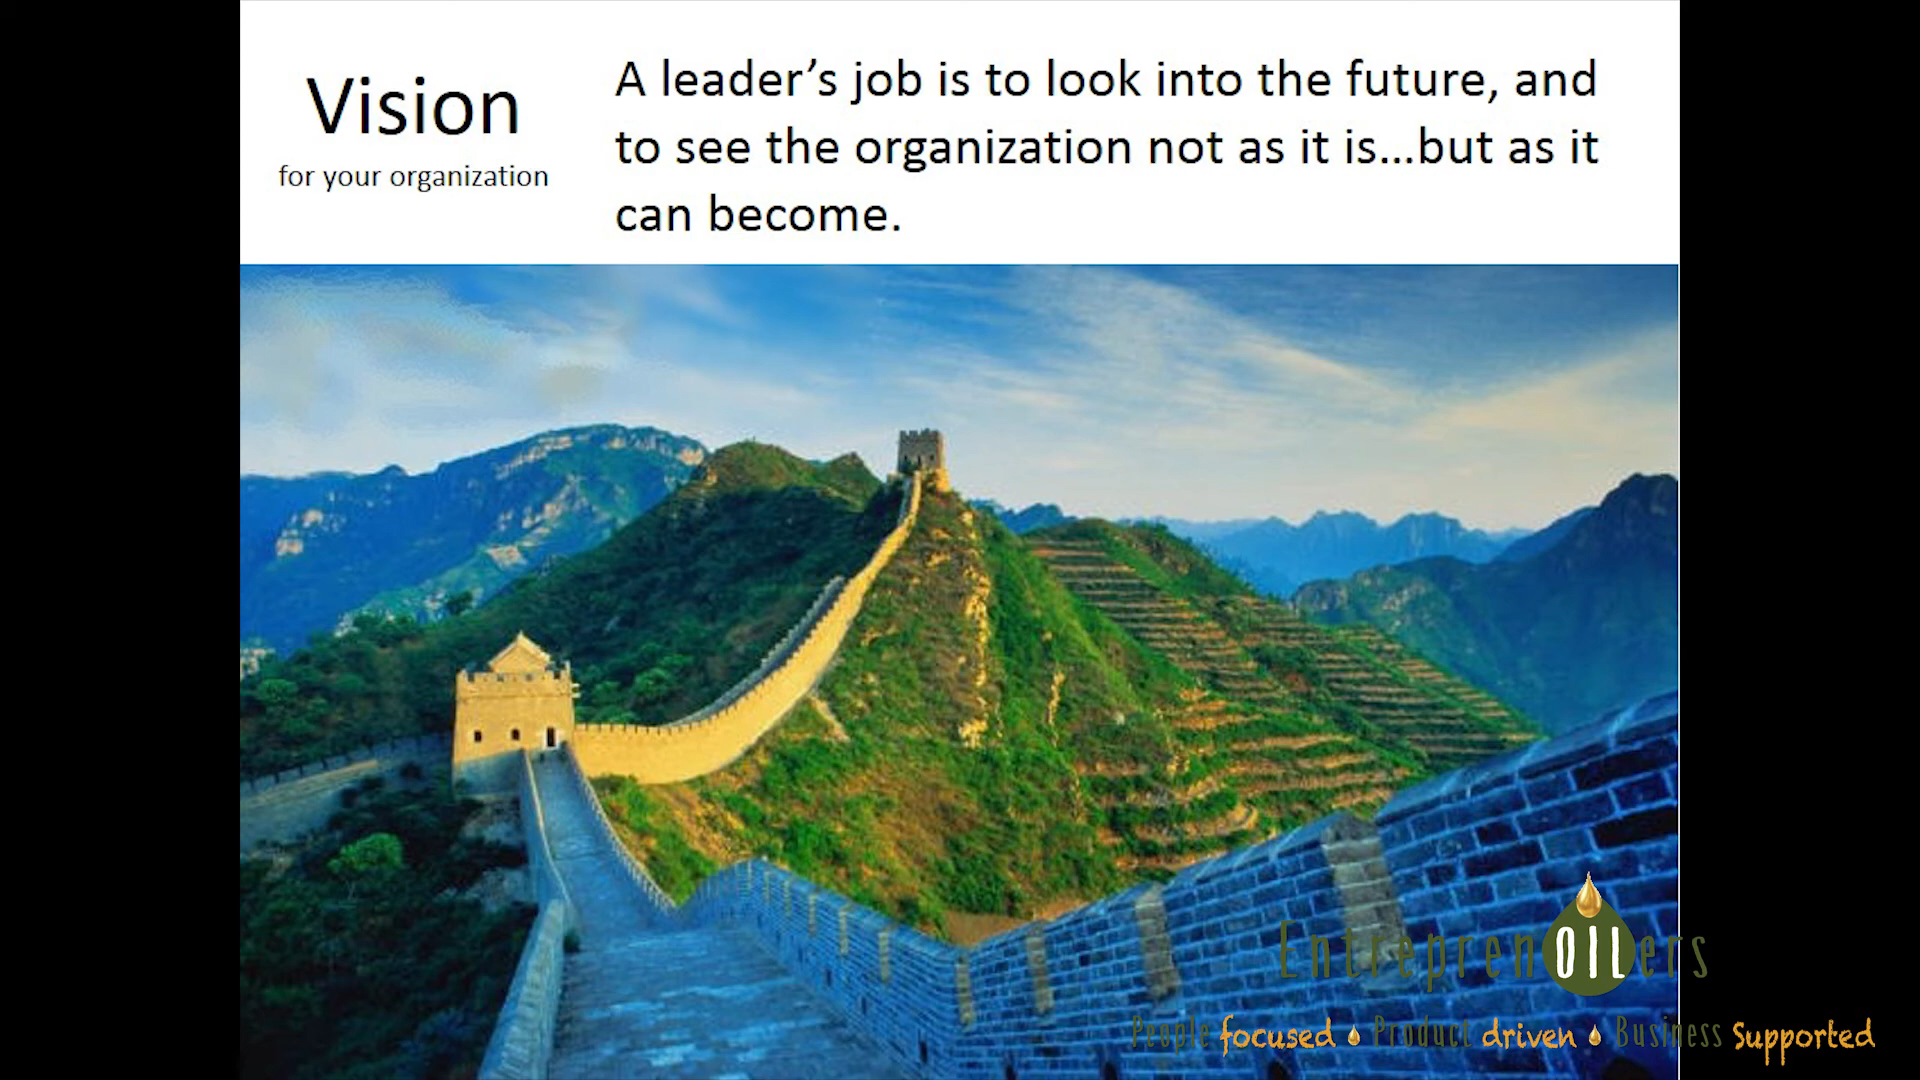 Vision
for your organization
A leader’s job is to look into the future, and
to see the organization not as it is...but as it
can become.
EntreprenOILers
People focused Product driven Business Supported